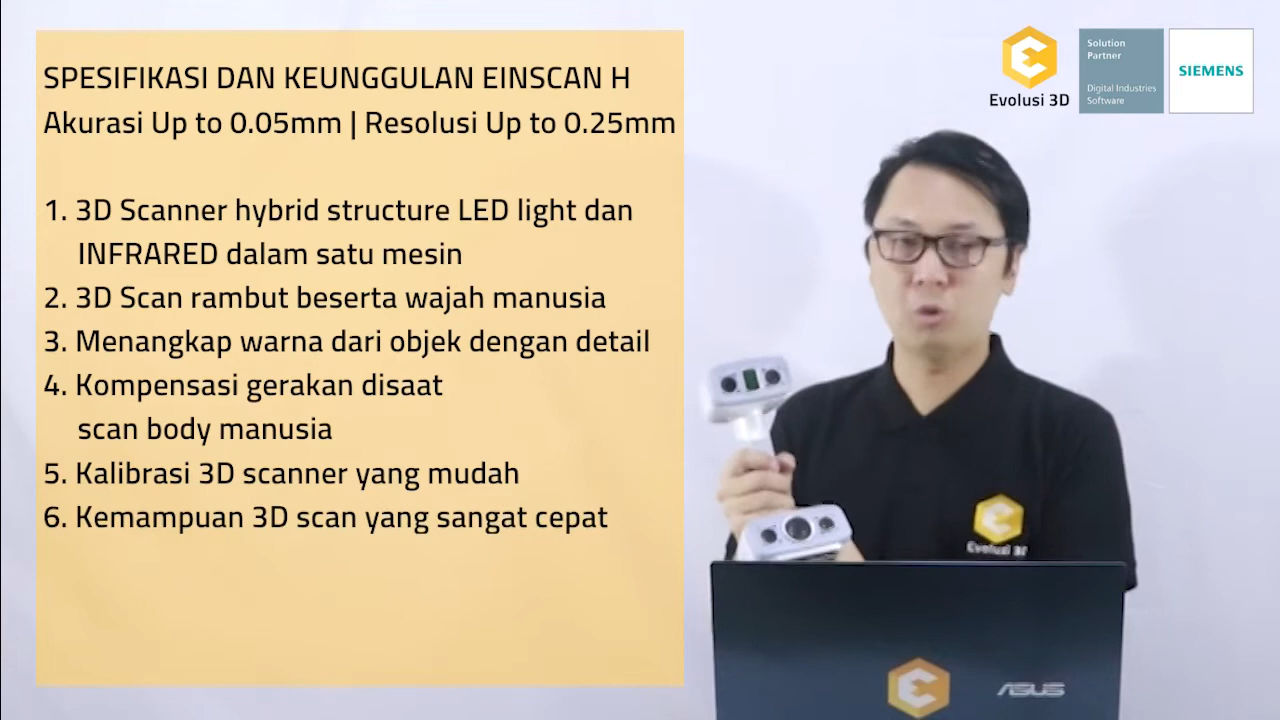 SPESIFIKASI DAN KEUNGGULAN EINSCAN H
Akurasi Up to 0.05mm | Resolusi Up to 0.25mm
1. 3D Scanner hybrid structure LED light dan
INFRARED dalam satu mesin
2. 3D Scan rambut beserta wajah manusia
3. Menangkap warna dari objek dengan detail
4. Kompensasi gerakan disaat
scan body manusia
5. Kalibrasi 3D scanner yang mudah
6. Kemampuan 3D scan yang sangat cepat
Evolusi 3D
Solution
Partner
Digital Industries
Software
SIEMENS
Evolusi 3D
ASUS